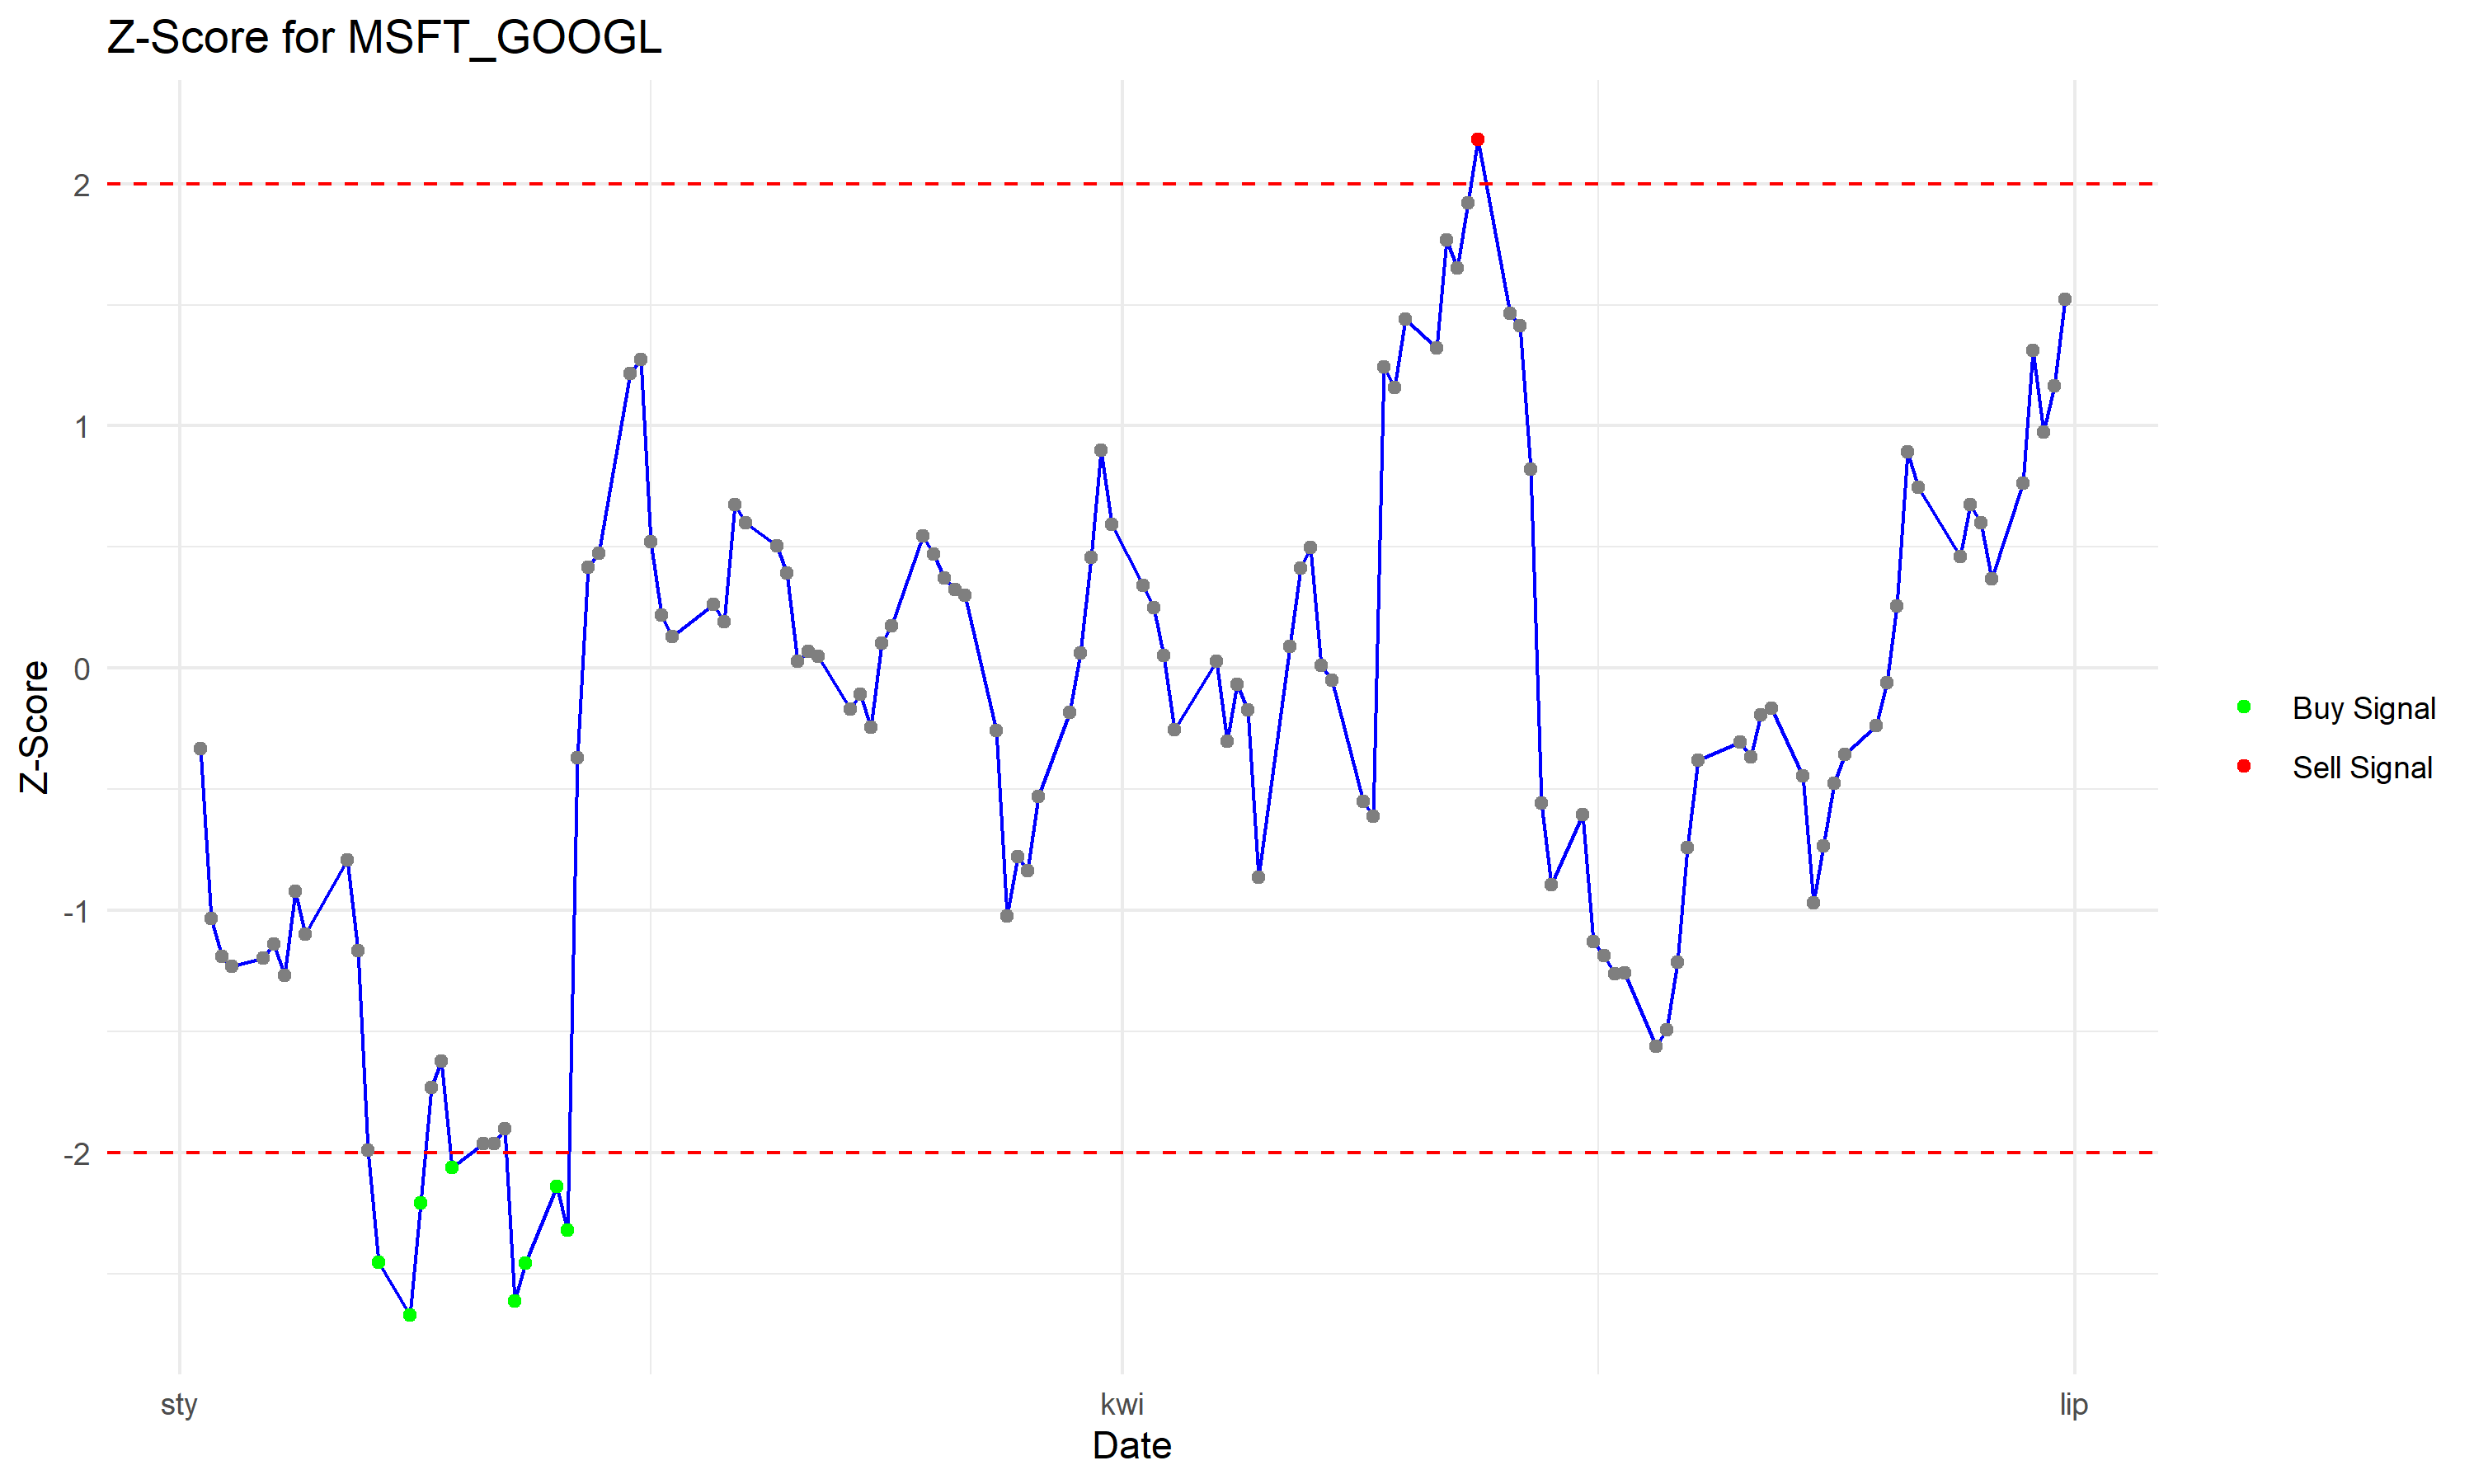 Z-Score for MSFT_GOOGL
2
1
0
-1
-2
Z-Score
sty
kwi
lip
Date
Buy Signal
Sell Signal